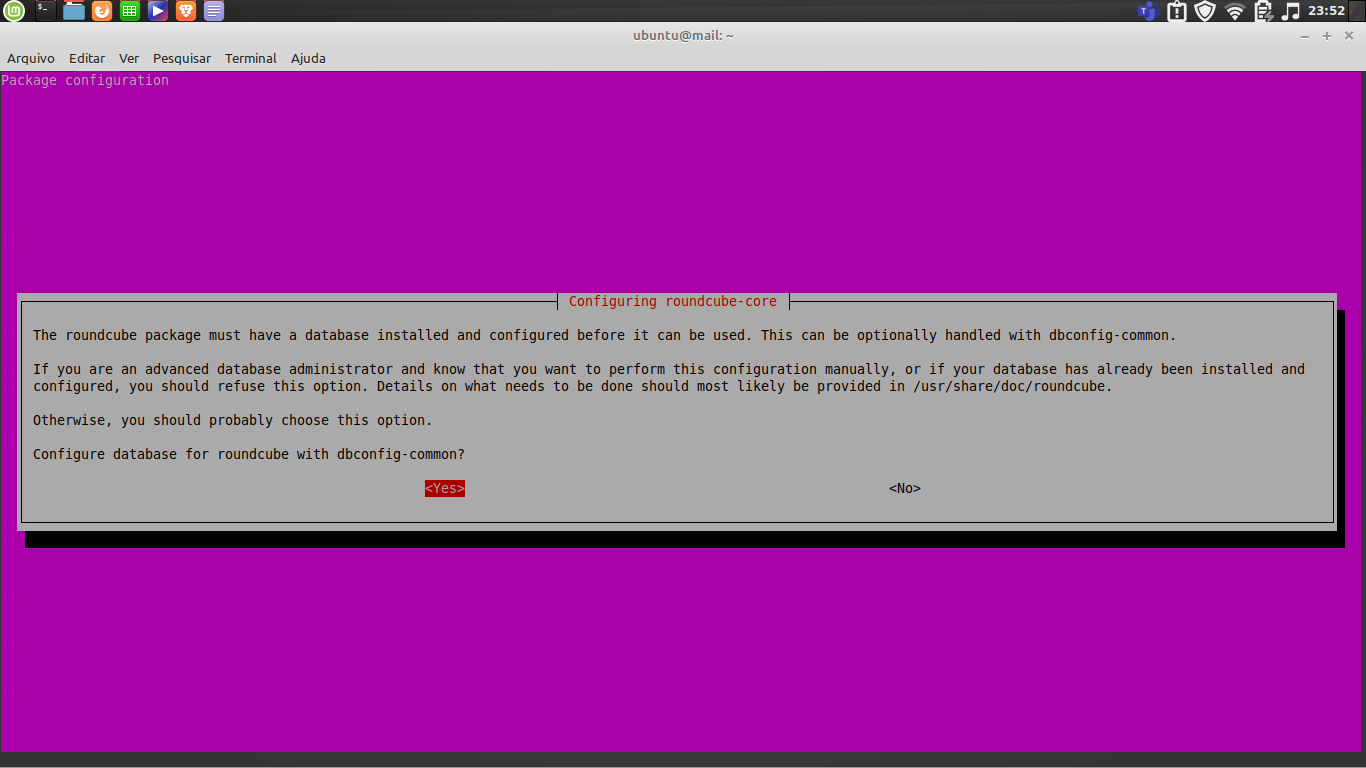 23:52
ubuntu@mail: ~
Arquivo Editar Ver Pesquisar Terminal Ajuda
Package configuration
Configuring roundcube-core
The roundcube package must have a database installed and configured before it can be used. This can be optionally handled with dbconfig-common.
If you are an advanced database administrator and know that you want to perform this configuration manually, or if your database has already been installed and
configured, you should refuse this option. Details on what needs to be done should most likely be provided in /usr/share/doc/roundcube.
Otherwise, you should probably choose this option.
Configure database for roundcube with dbconfig-common?
<Yes> <No>